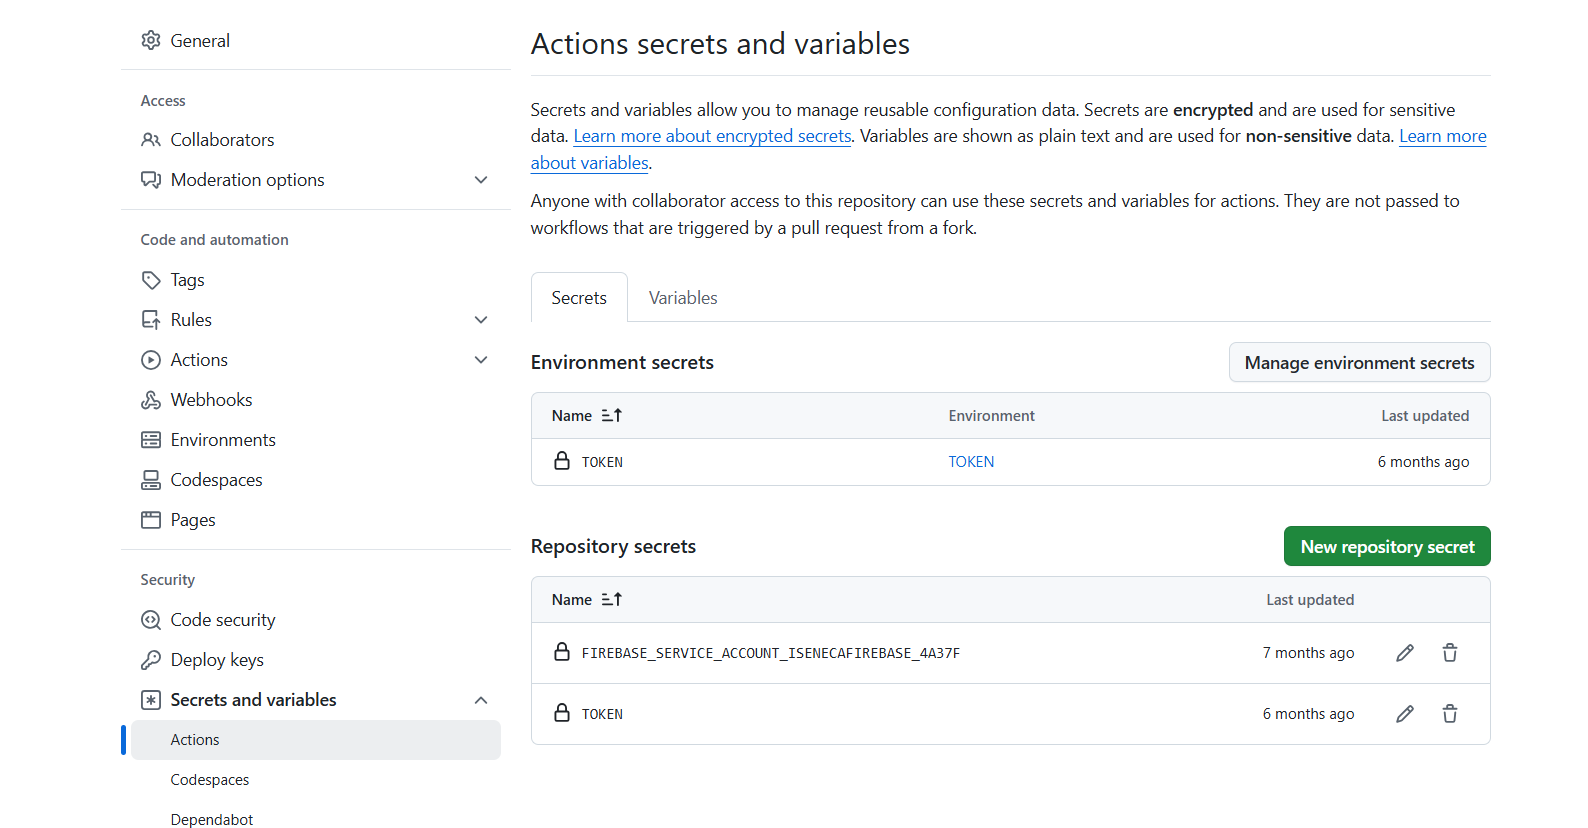 General
Access
Collaborators
Moderation options
Code and automation
Tags
Rules
Actions
Webhooks
Environments
Codespaces
Pages
Security
Code security
Deploy keys
Secrets and variables
Actions
Codespaces
Dependabot
Actions secrets and variables
Secrets and variables allow you to manage reusable configuration data. Secrets are encrypted and are used for sensitive
data. Learn more about encrypted secrets. Variables are shown as plain text and are used for non-sensitive data. Learn more
about variables.
Anyone with collaborator access to this repository can use these secrets and variables for actions. They are not passed to
workflows that are triggered by a pull request from a fork.
Secrets Variables
Environment secrets Manage environment secrets
Name Environment Last updated
TOKEN TOKEN 6 months ago
Repository secrets New repository secret
Name Last updated
FIREBASE_SERVICE_ACCOUNT_ISENECAFIREBASE_4A37F 7 months ago
TOKEN 6 months ago